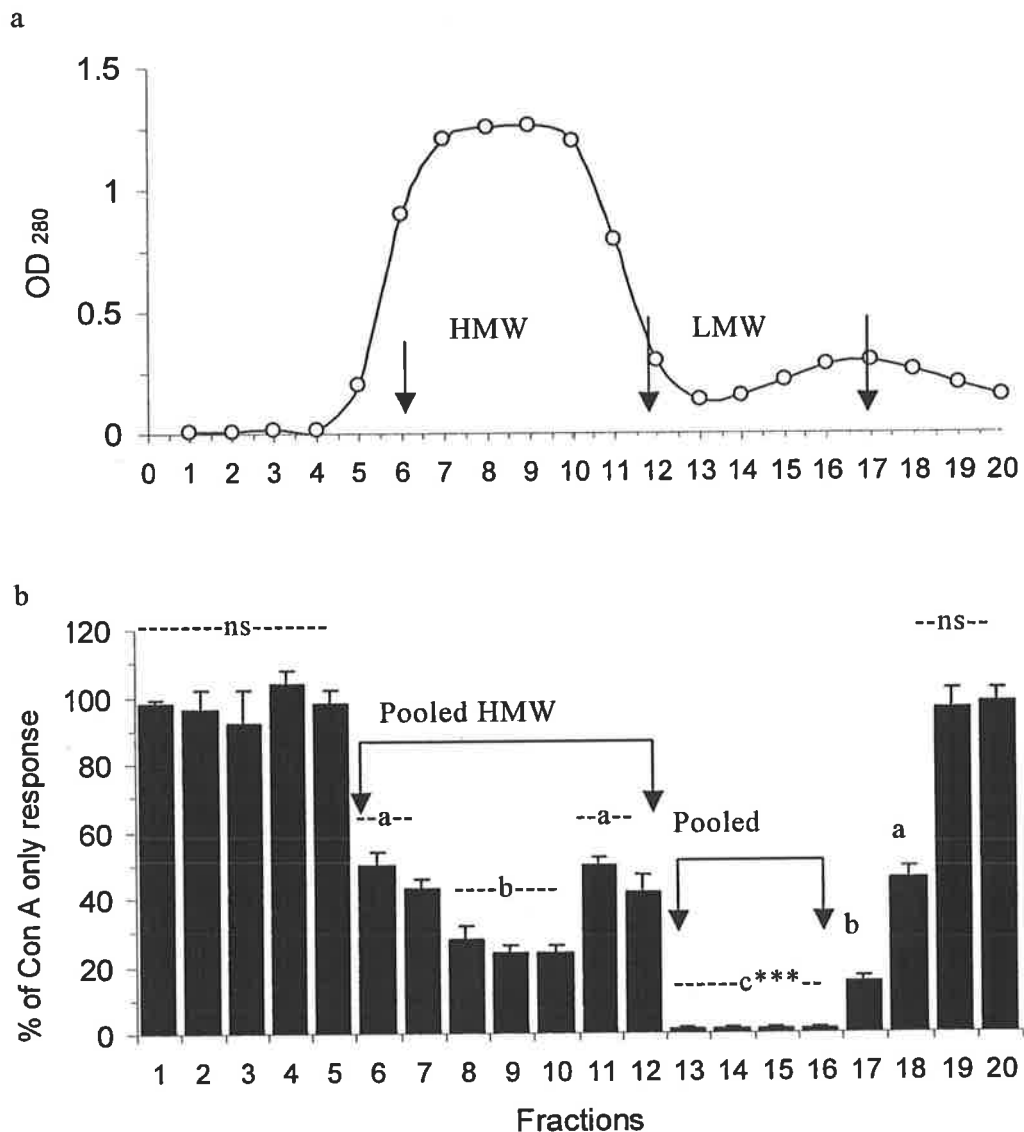 a
1.5
1
0.5
0
OD 280
HMW
LMW
0 1 2 3 4 5 6 7 8 9 10 11 12 13 14 15 16 17 18 19 20
b
120
100
80
60
40
20
0
% of Con A only response
------ns-----
--ns--
Pooled HMW
--a--
--a--
Pooled
a
----b----
b
-----c***--
1 2 3 4 5 6 7 8 9 10 11 12 13 14 15 16 17 18 19 20
Fractions